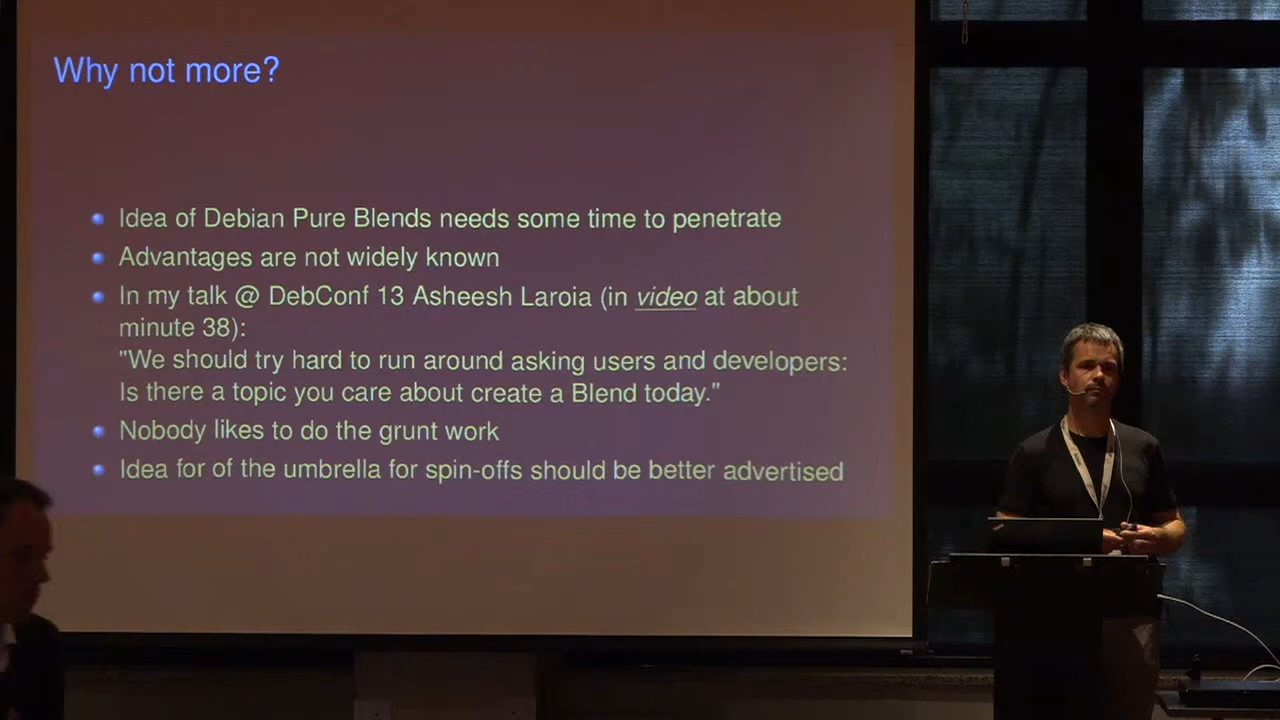 Why not more?
Idea of Debian Pure Blends needs some time to penetrate
Advantages are not widely known
In my talk @ DebConf 13 Asheesh Laroia (in video at about
minute 38):
"We should try hard to run around asking users and developers:
Is there a topic you care about create a Blend today."
Nobody likes to do the grunt work
Idea for of the umbrella for spin-offs should be better advertised